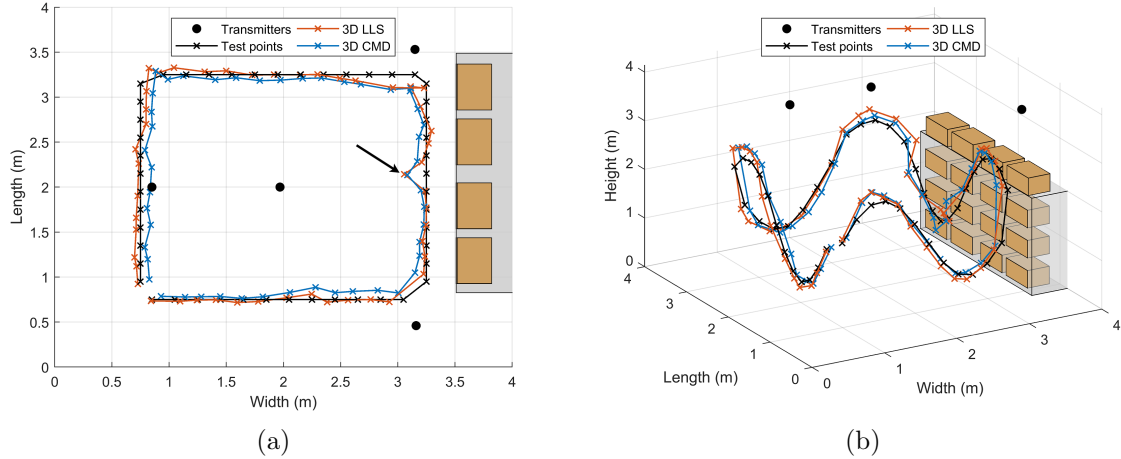 Transmitters 3D LLS
Test points 3D CMD
4
3.5
3
2.5
2
1.5
1
0.5
0
Length (m)
0 0.5 1 1.5 2 2.5 3 3.5 4
Width (m)
(a)
Transmitters 3D LLS
Test points 3D CMD
4
3
2
1
0
Height (m)
4
3
2
1
0
Length (m)
0
1
2
3
4
Width (m)
(b)